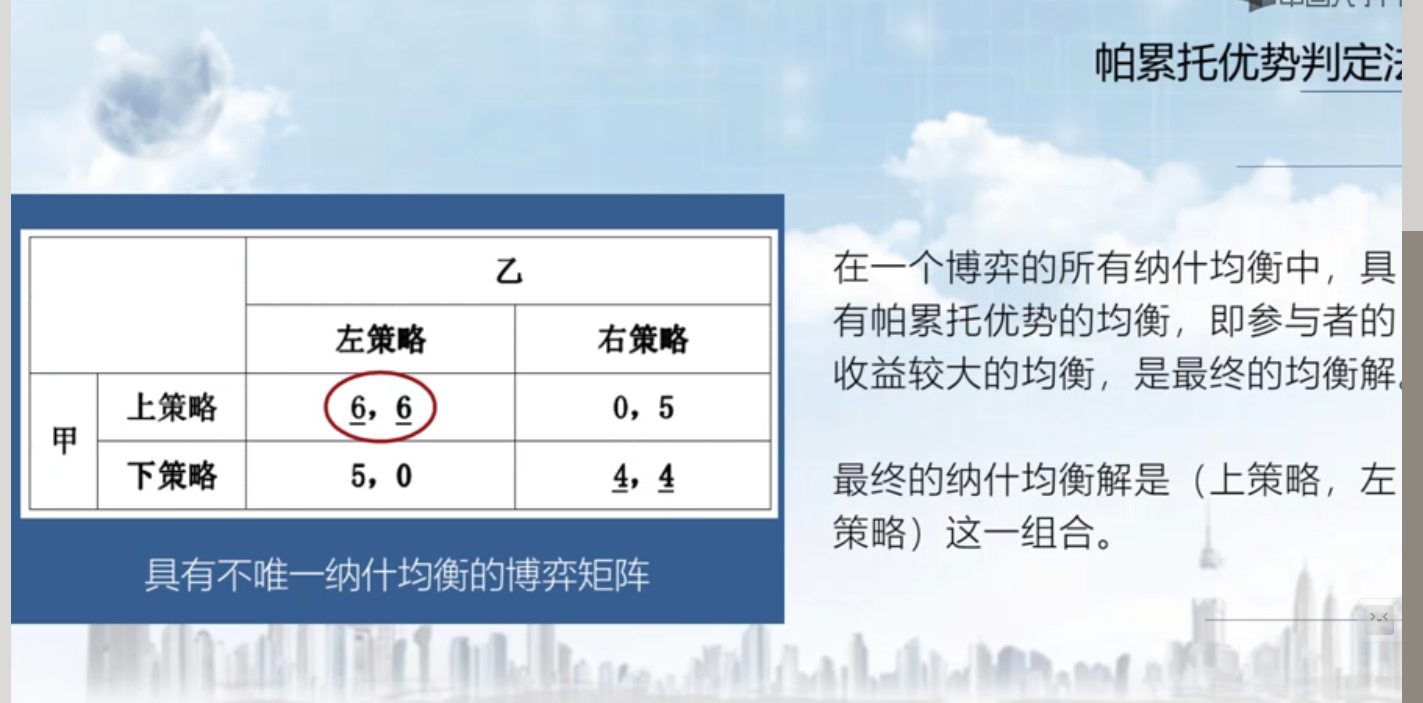 帕累托优势判定法
乙
左策略 右策略
甲
上策略 6，6 0，5
下策略 5，0 4，4
具有不唯一纳什均衡的博弈矩阵
在一个博弈的所有纳什均衡中，具
有帕累托优势的均衡，即参与者的
收益较大的均衡，是最终的均衡解。
最终的纳什均衡解是（上策略，左
策略）这一组合。